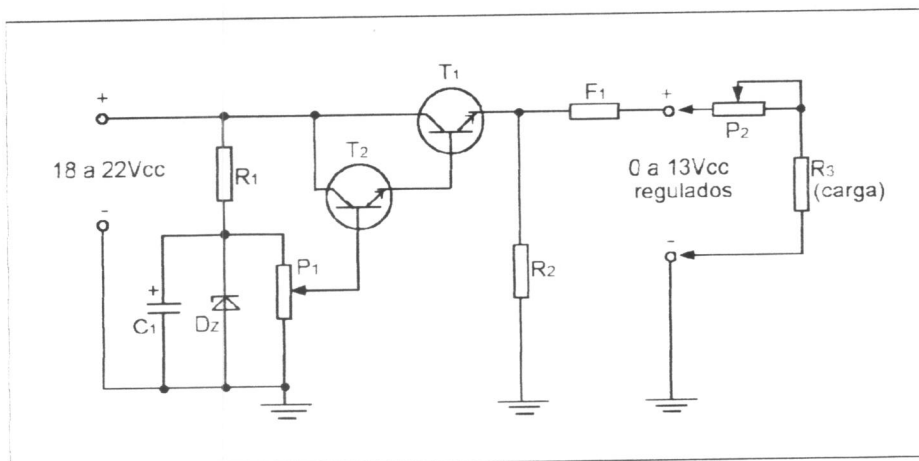 T1
F1
+
+
P2
T2
18 a 22Vcc
R1
0 a 13Vcc
regulados
R3
(carga)
-
-
P1
R2
+
C1
Dz